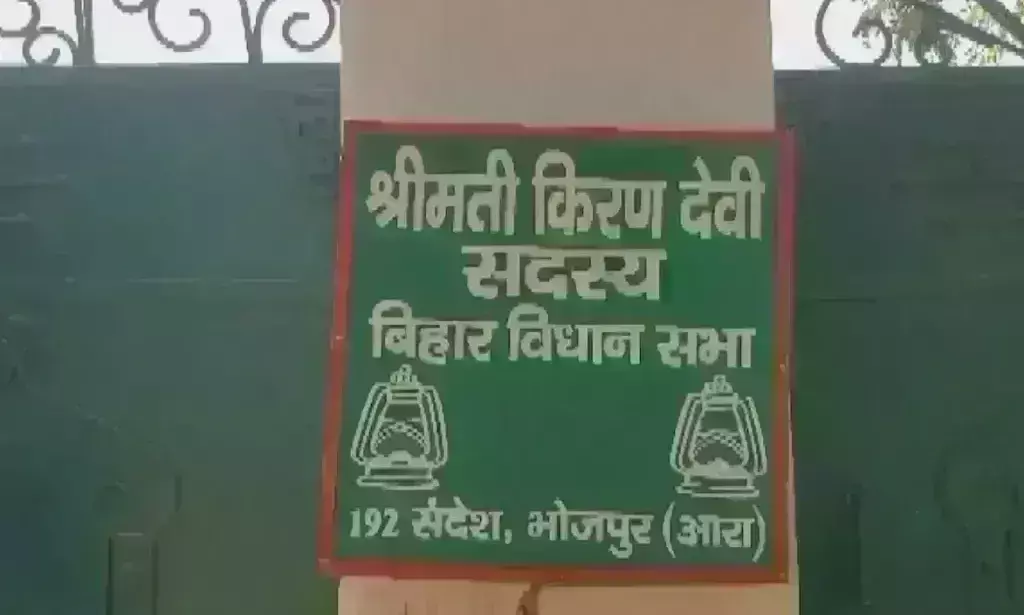 श्रीमती किरण देवी
सदस्य
बिहार विधान सभा
192 संदेश, भोजपुर (आरा)